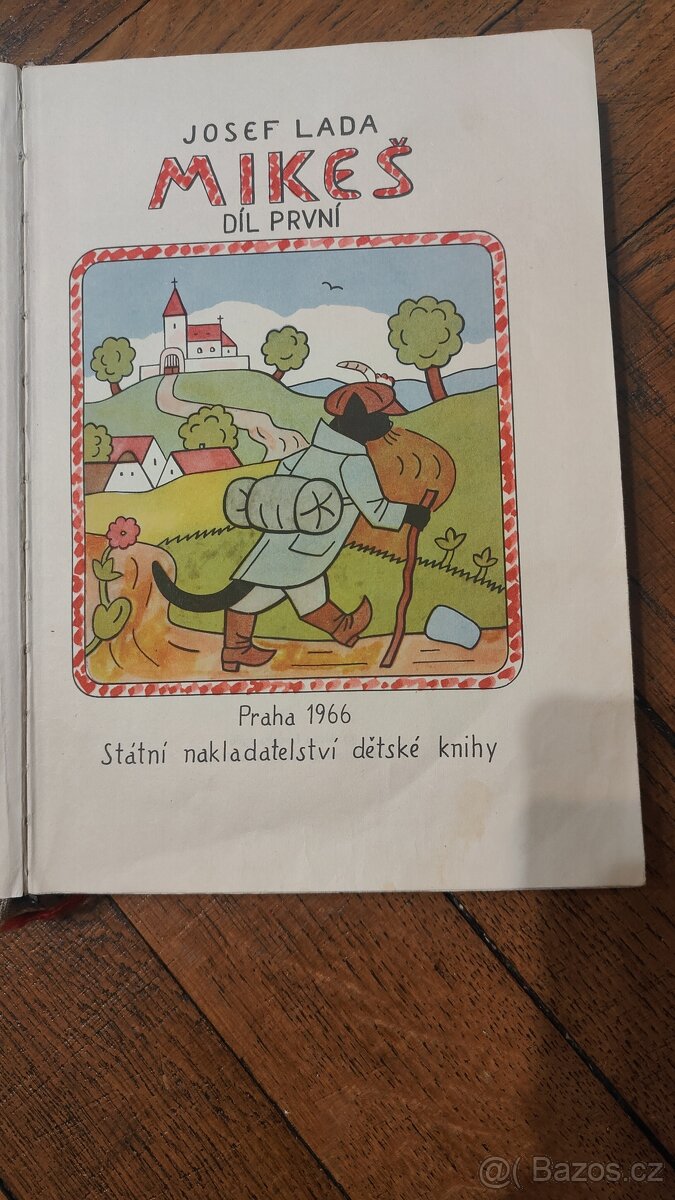 JOSEF LADA
MIKEŠ
DÍL PRVNÍ
Praha 1966
Státní nakladatelství dětské knihy
@( Bazos.cz